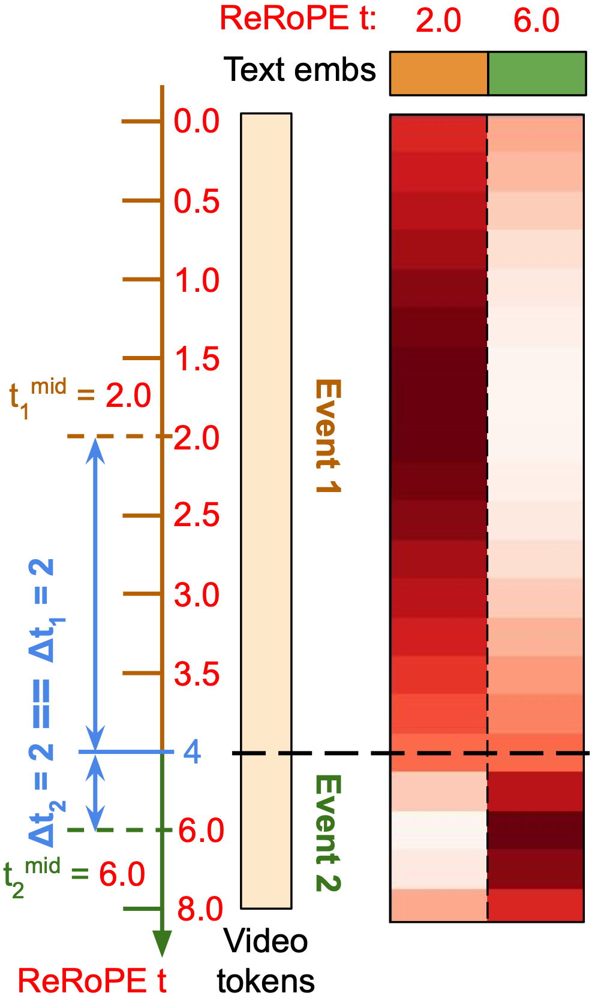 ReRoPE t: 2.0 6.0
Text embs
0.0
0.5
1.0
1.5
t₁ᵐⁱᵈ = 2.0
2.0
2.5
3.0
3.5
4
6.0
t₂ᵐⁱᵈ = 6.0
8.0
Δt₂ = 2 == Δt₁ = 2
Event 1
Event 2
Video
tokens
ReRoPE t